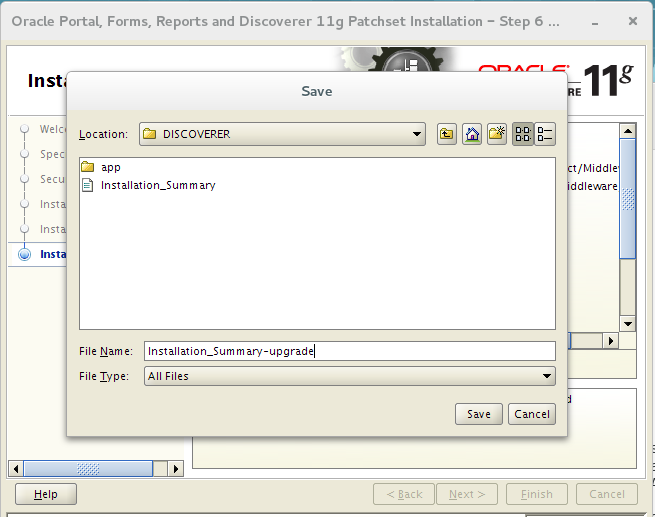 Oracle Portal, Forms, Reports and Discoverer 11g Patchset Installation – Step 6 ...
Insta
ORACLE
11g
Save
Welco
Location:
DISCOVERER
Spec
app
ct/Middlew
Secu
Installation_Summary
iddleware
Insta
Insta
Insta
File Name:
Installation_Summary-upgrade
File Type:
All Files
d
Save
Cancel
Help
< Back
Next >
Finish
Cancel